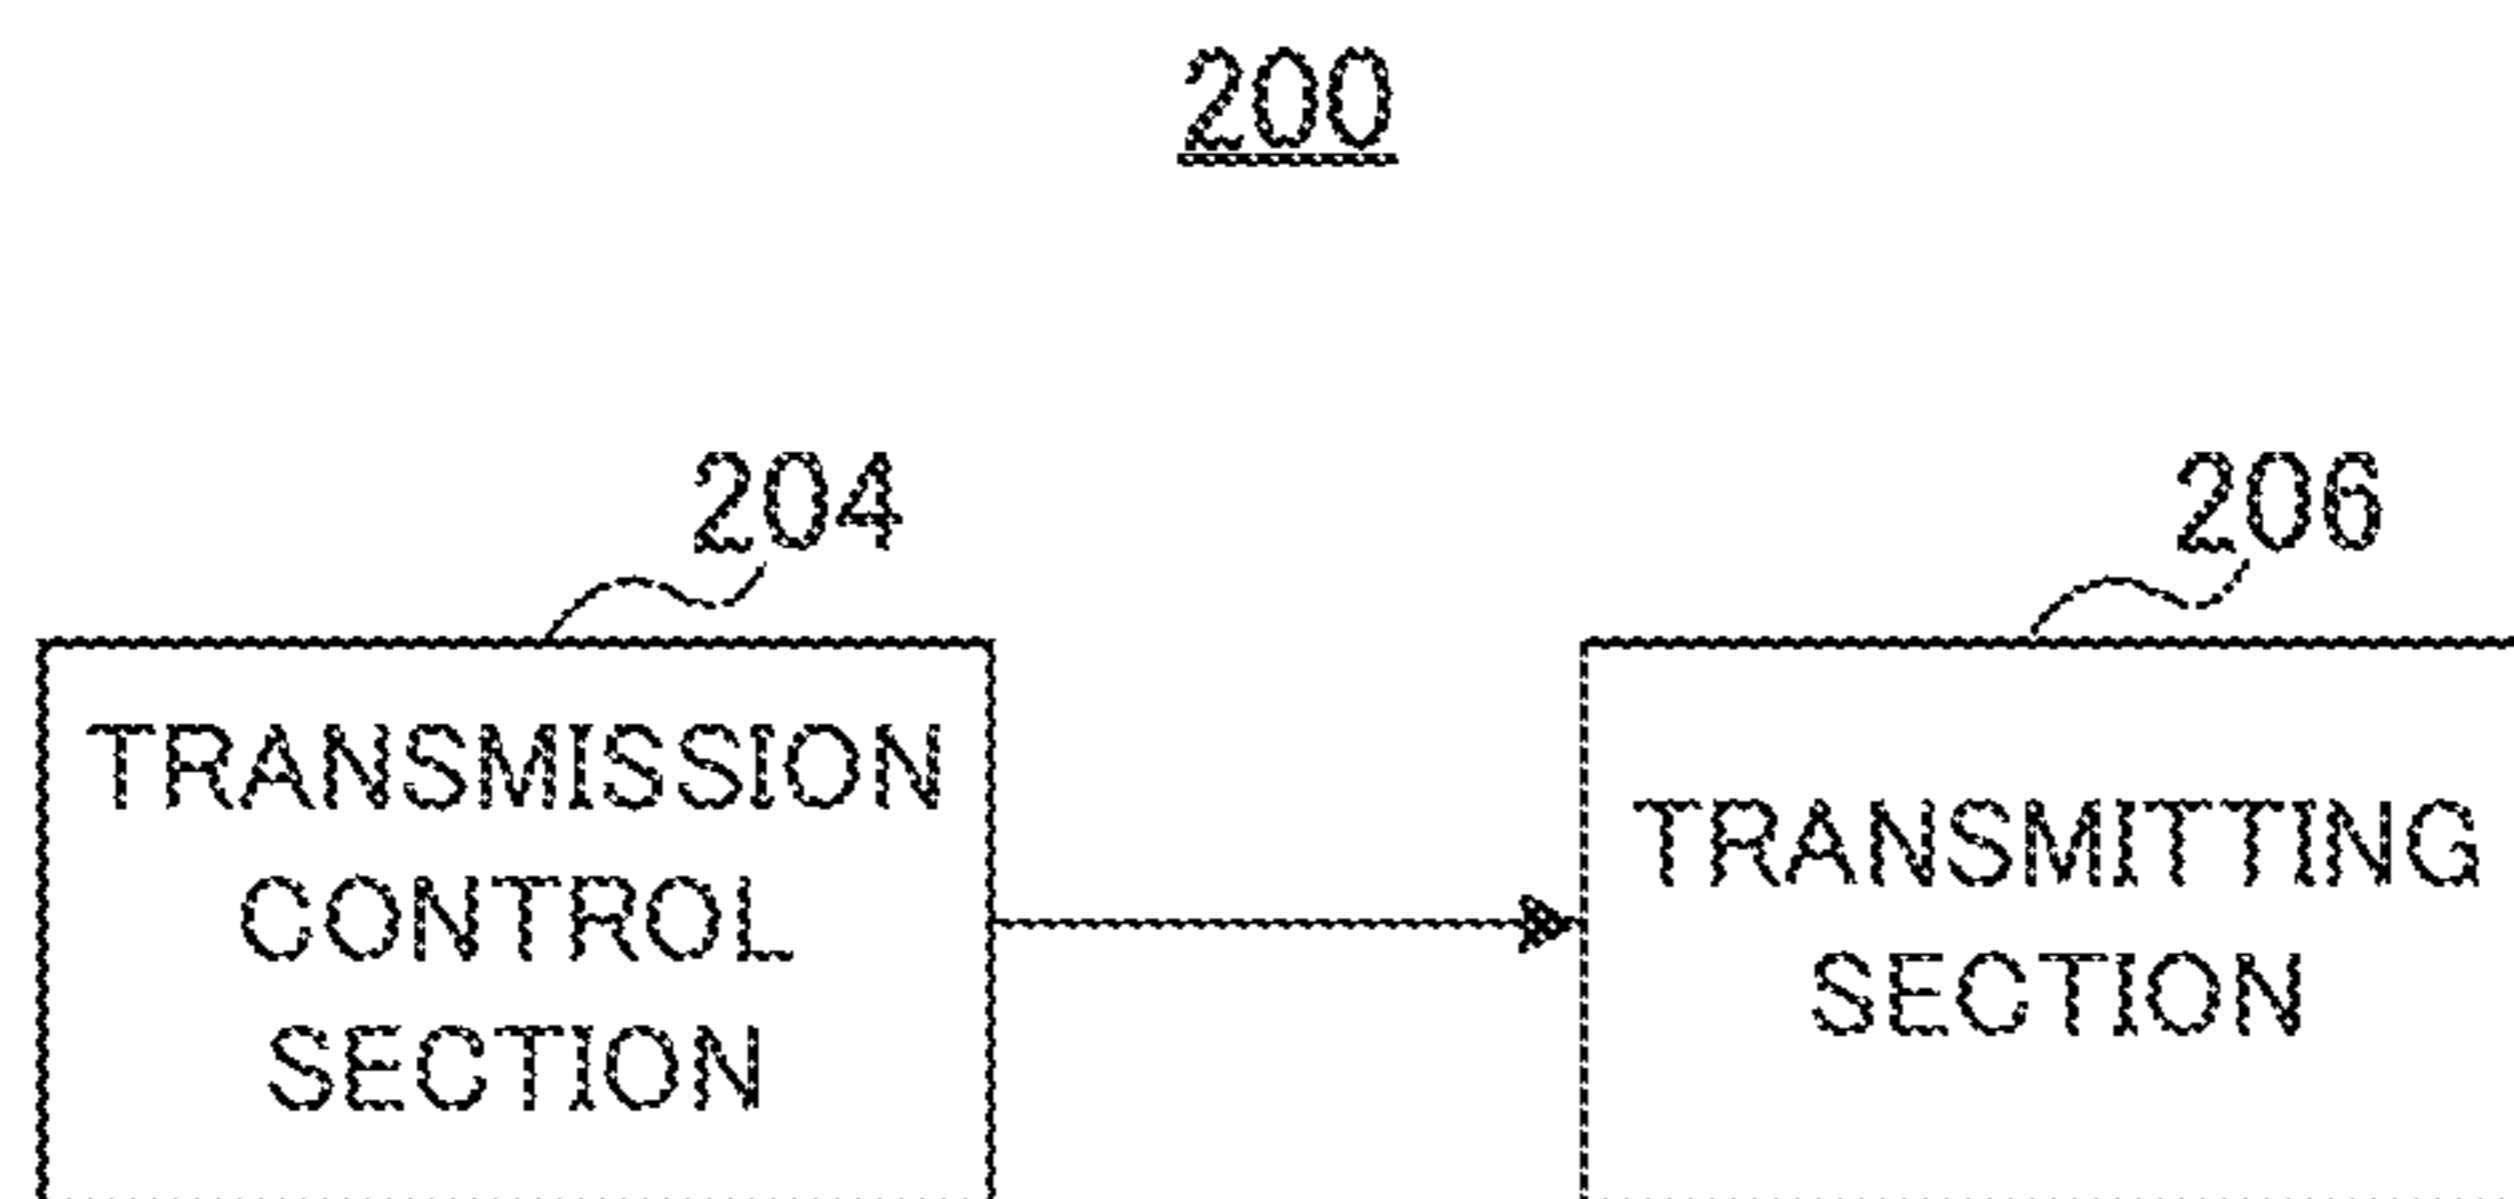 200
204
206
TRANSMISSION
CONTROL
SECTION
TRANSMITTING
SECTION